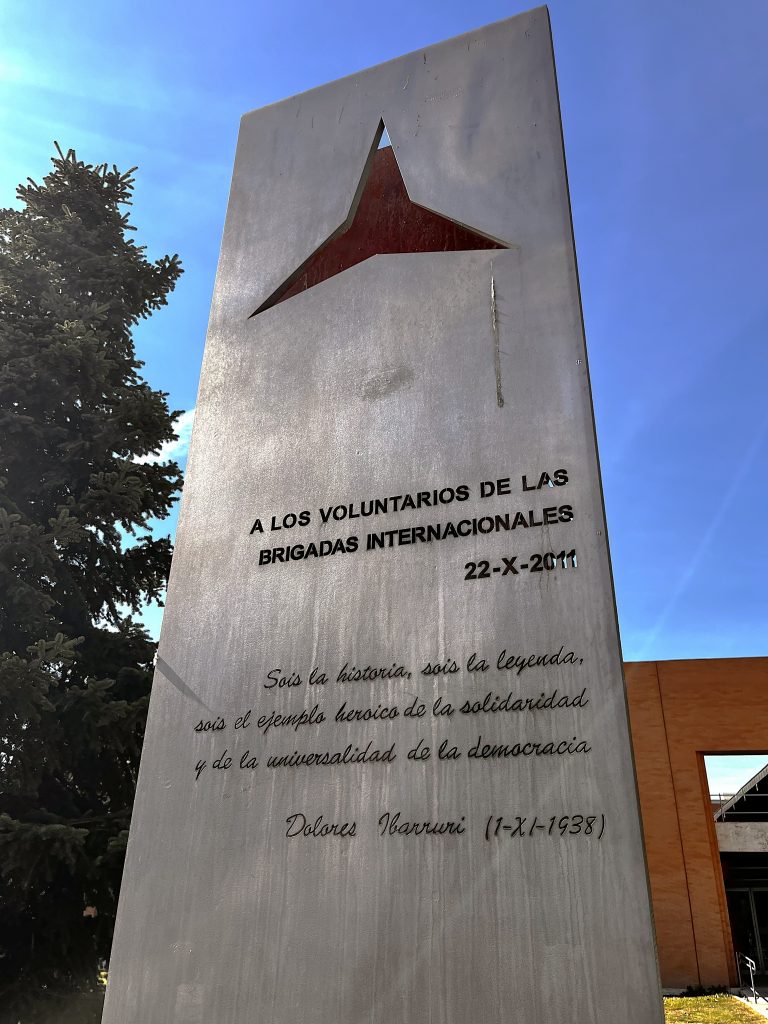 A LOS VOLUNTARIOS DE LAS
BRIGADAS INTERNACIONALES
22-X-2011
Sois la historia, sois la leyenda,
sois el ejemplo heroico de la solidaridad
y de la universalidad de la democracia
Dolores Ibarruri (1-XI-1938)